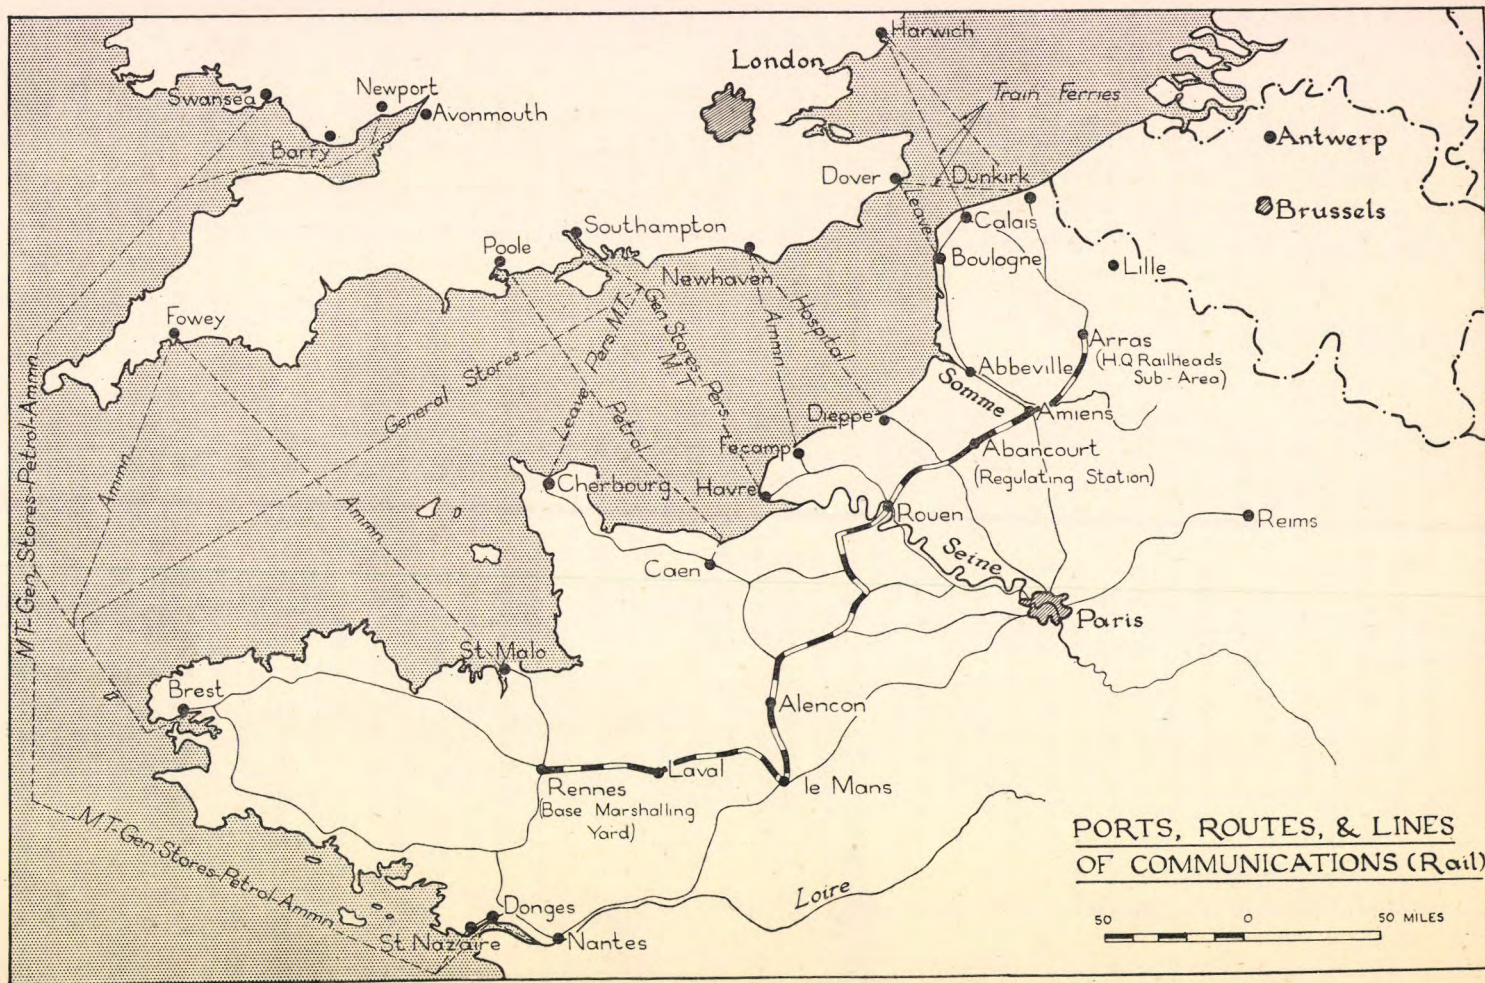 Harwich
London
Train Ferries
Swansea
Newport
Avonmouth
Barry
Antwerp
Dover
Dunkirk
Leave
Brussels
Calais
Southampton
Poole
Newhaven
Boulogne
Lille
Fowey
Leave Pers. M.T.
Gen Stores-Pers-
M T
Ammn
Hospital
Arras
(H.Q Railheads
Sub-Area)
Abbeville
General Stores
Petrol
Somme
Amiens
Dieppe
Fecamp
Abancourt
(Regulating Station)
MT-Gen Stores-Petrol-Ammn
Ammn
Ammn
Cherbourg
Havre
Rouen
Reims
Seine
Caen
Paris
St. Malo
Brest
Alencon
Laval
Rennes
(Base Marshalling
Yard)
le Mans
M.T-Gen Stores-Petrol-Ammn
Loire
Donges
St Nazaire
Nantes
PORTS, ROUTES, & LINES
OF COMMUNICATIONS (Rail)
50 0 50 MILES